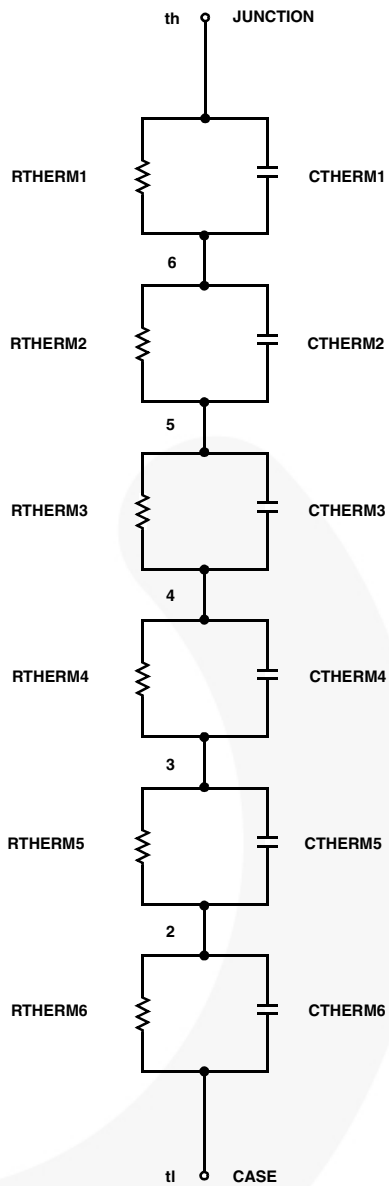 th JUNCTION
RTHERM1 CTHERM1
6
RTHERM2 CTHERM2
5
RTHERM3 CTHERM3
4
RTHERM4 CTHERM4
3
RTHERM5 CTHERM5
2
RTHERM6 CTHERM6
tl CASE